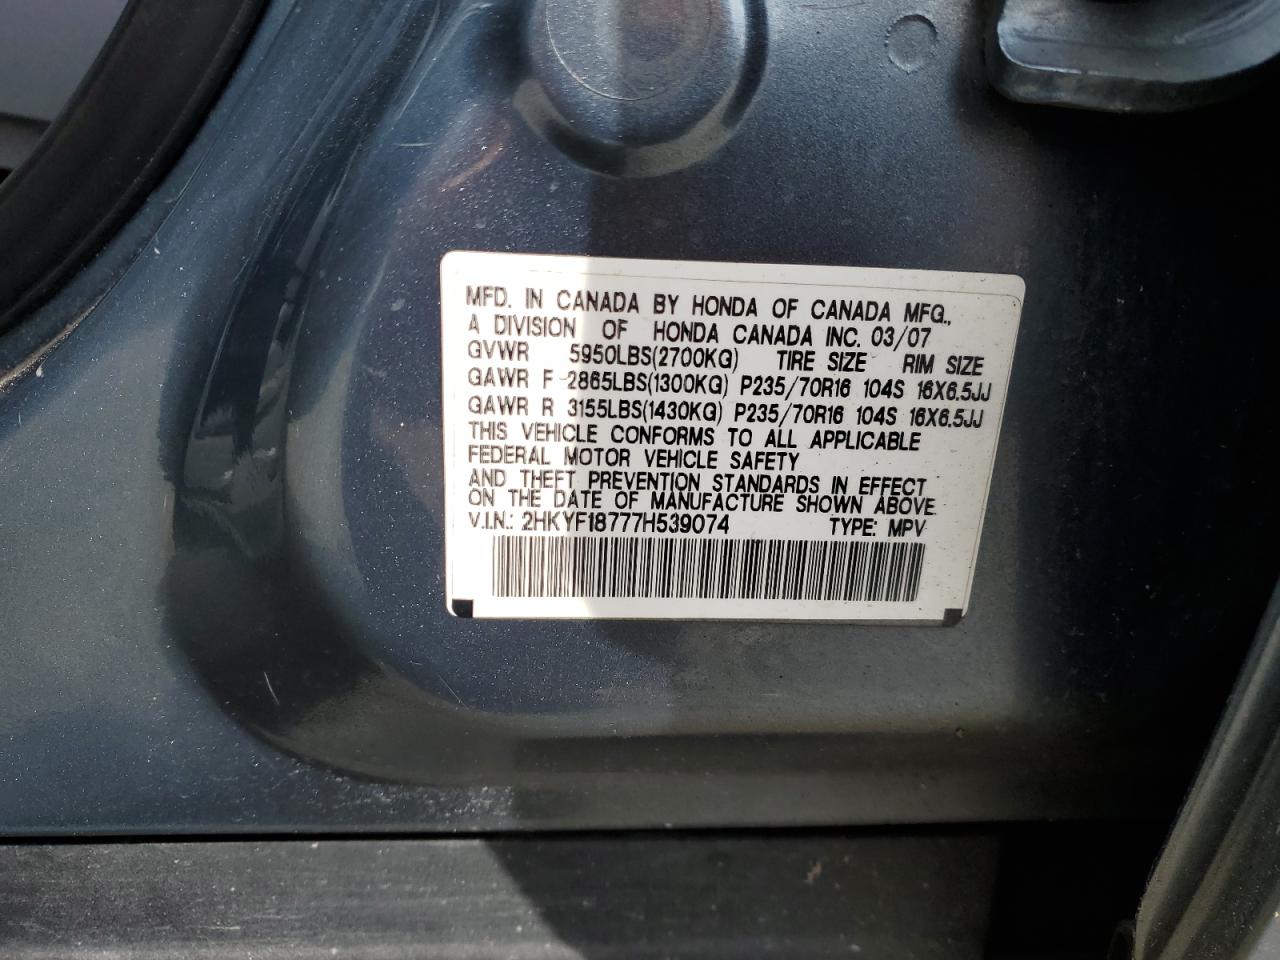 MFD. IN CANADA BY HONDA OF CANADA MFG.,
A DIVISION OF HONDA CANADA INC. 03/07
GVWR 5950LBS(2700KG) TIRE SIZE RIM SIZE
GAWR F 2865LBS(1300KG) P235/70R16 104S 16X6.5JJ
GAWR R 3155LBS(1430KG) P235/70R16 104S 16X6.5JJ
THIS VEHICLE CONFORMS TO ALL APPLICABLE
FEDERAL MOTOR VEHICLE SAFETY
AND THEFT PREVENTION STANDARDS IN EFFECT
ON THE DATE OF MANUFACTURE SHOWN ABOVE
V.I.N.: 2HKYF18777H539074 TYPE: MPV